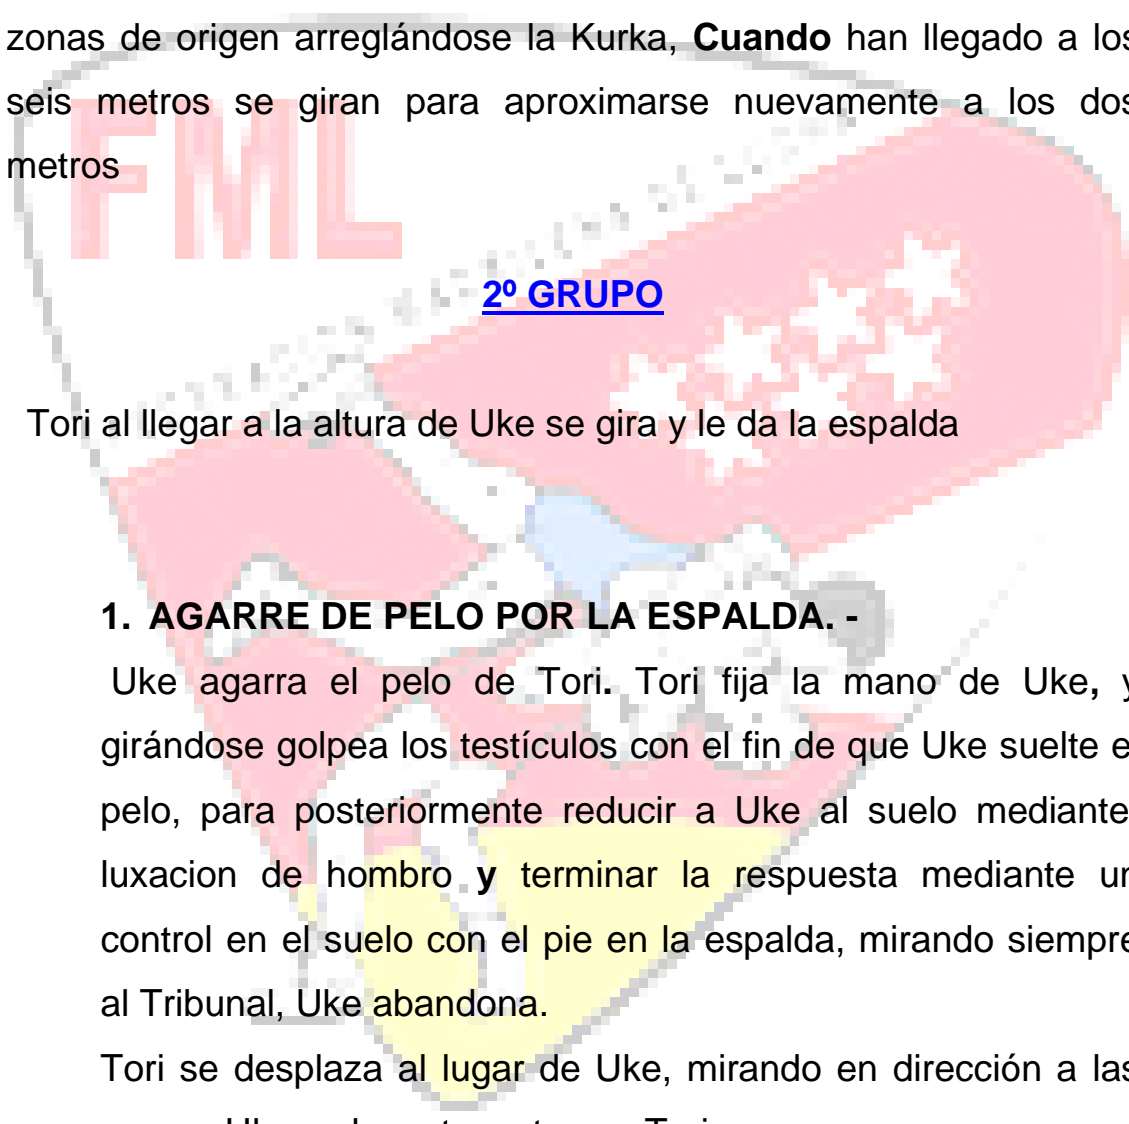 zonas de origen arreglándose la Kurka, Cuando han llegado a los
seis metros se giran para aproximarse nuevamente a los dos
metros
FML
2º GRUPO
Tori al llegar a la altura de Uke se gira y le da la espalda
1. AGARRE DE PELO POR LA ESPALDA. -
Uke agarra el pelo de Tori. Tori fija la mano de Uke, y
girándose golpea los testículos con el fin de que Uke suelte el
pelo, para posteriormente reducir a Uke al suelo mediante
luxacion de hombro y terminar la respuesta mediante un
control en el suelo con el pie en la espalda, mirando siempre
al Tribunal, Uke abandona.
Tori se desplaza al lugar de Uke, mirando en dirección a las